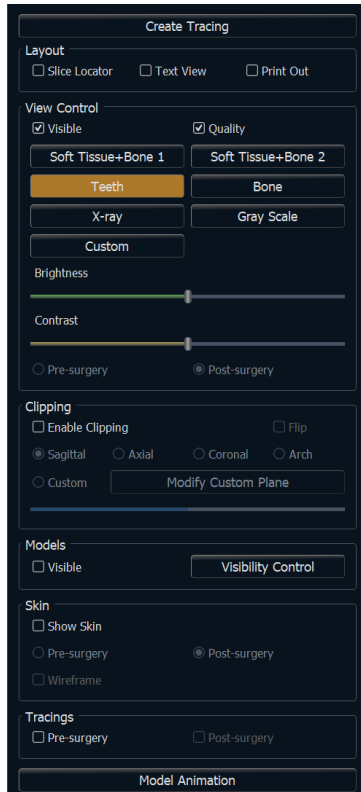 Create Tracing
Layout
Slice Locator Text View Print Out
View Control
Visible Quality
Soft Tissue+Bone 1 Soft Tissue+Bone 2
Teeth Bone
X-ray Gray Scale
Custom
Brightness
Contrast
Pre-surgery Post-surgery
Clipping
Enable Clipping Flip
Sagittal Axial Coronal Arch
Custom Modify Custom Plane
Models
Visible Visibility Control
Skin
Show Skin
Pre-surgery Post-surgery
Wireframe
Tracings
Pre-surgery Post-surgery
Model Animation